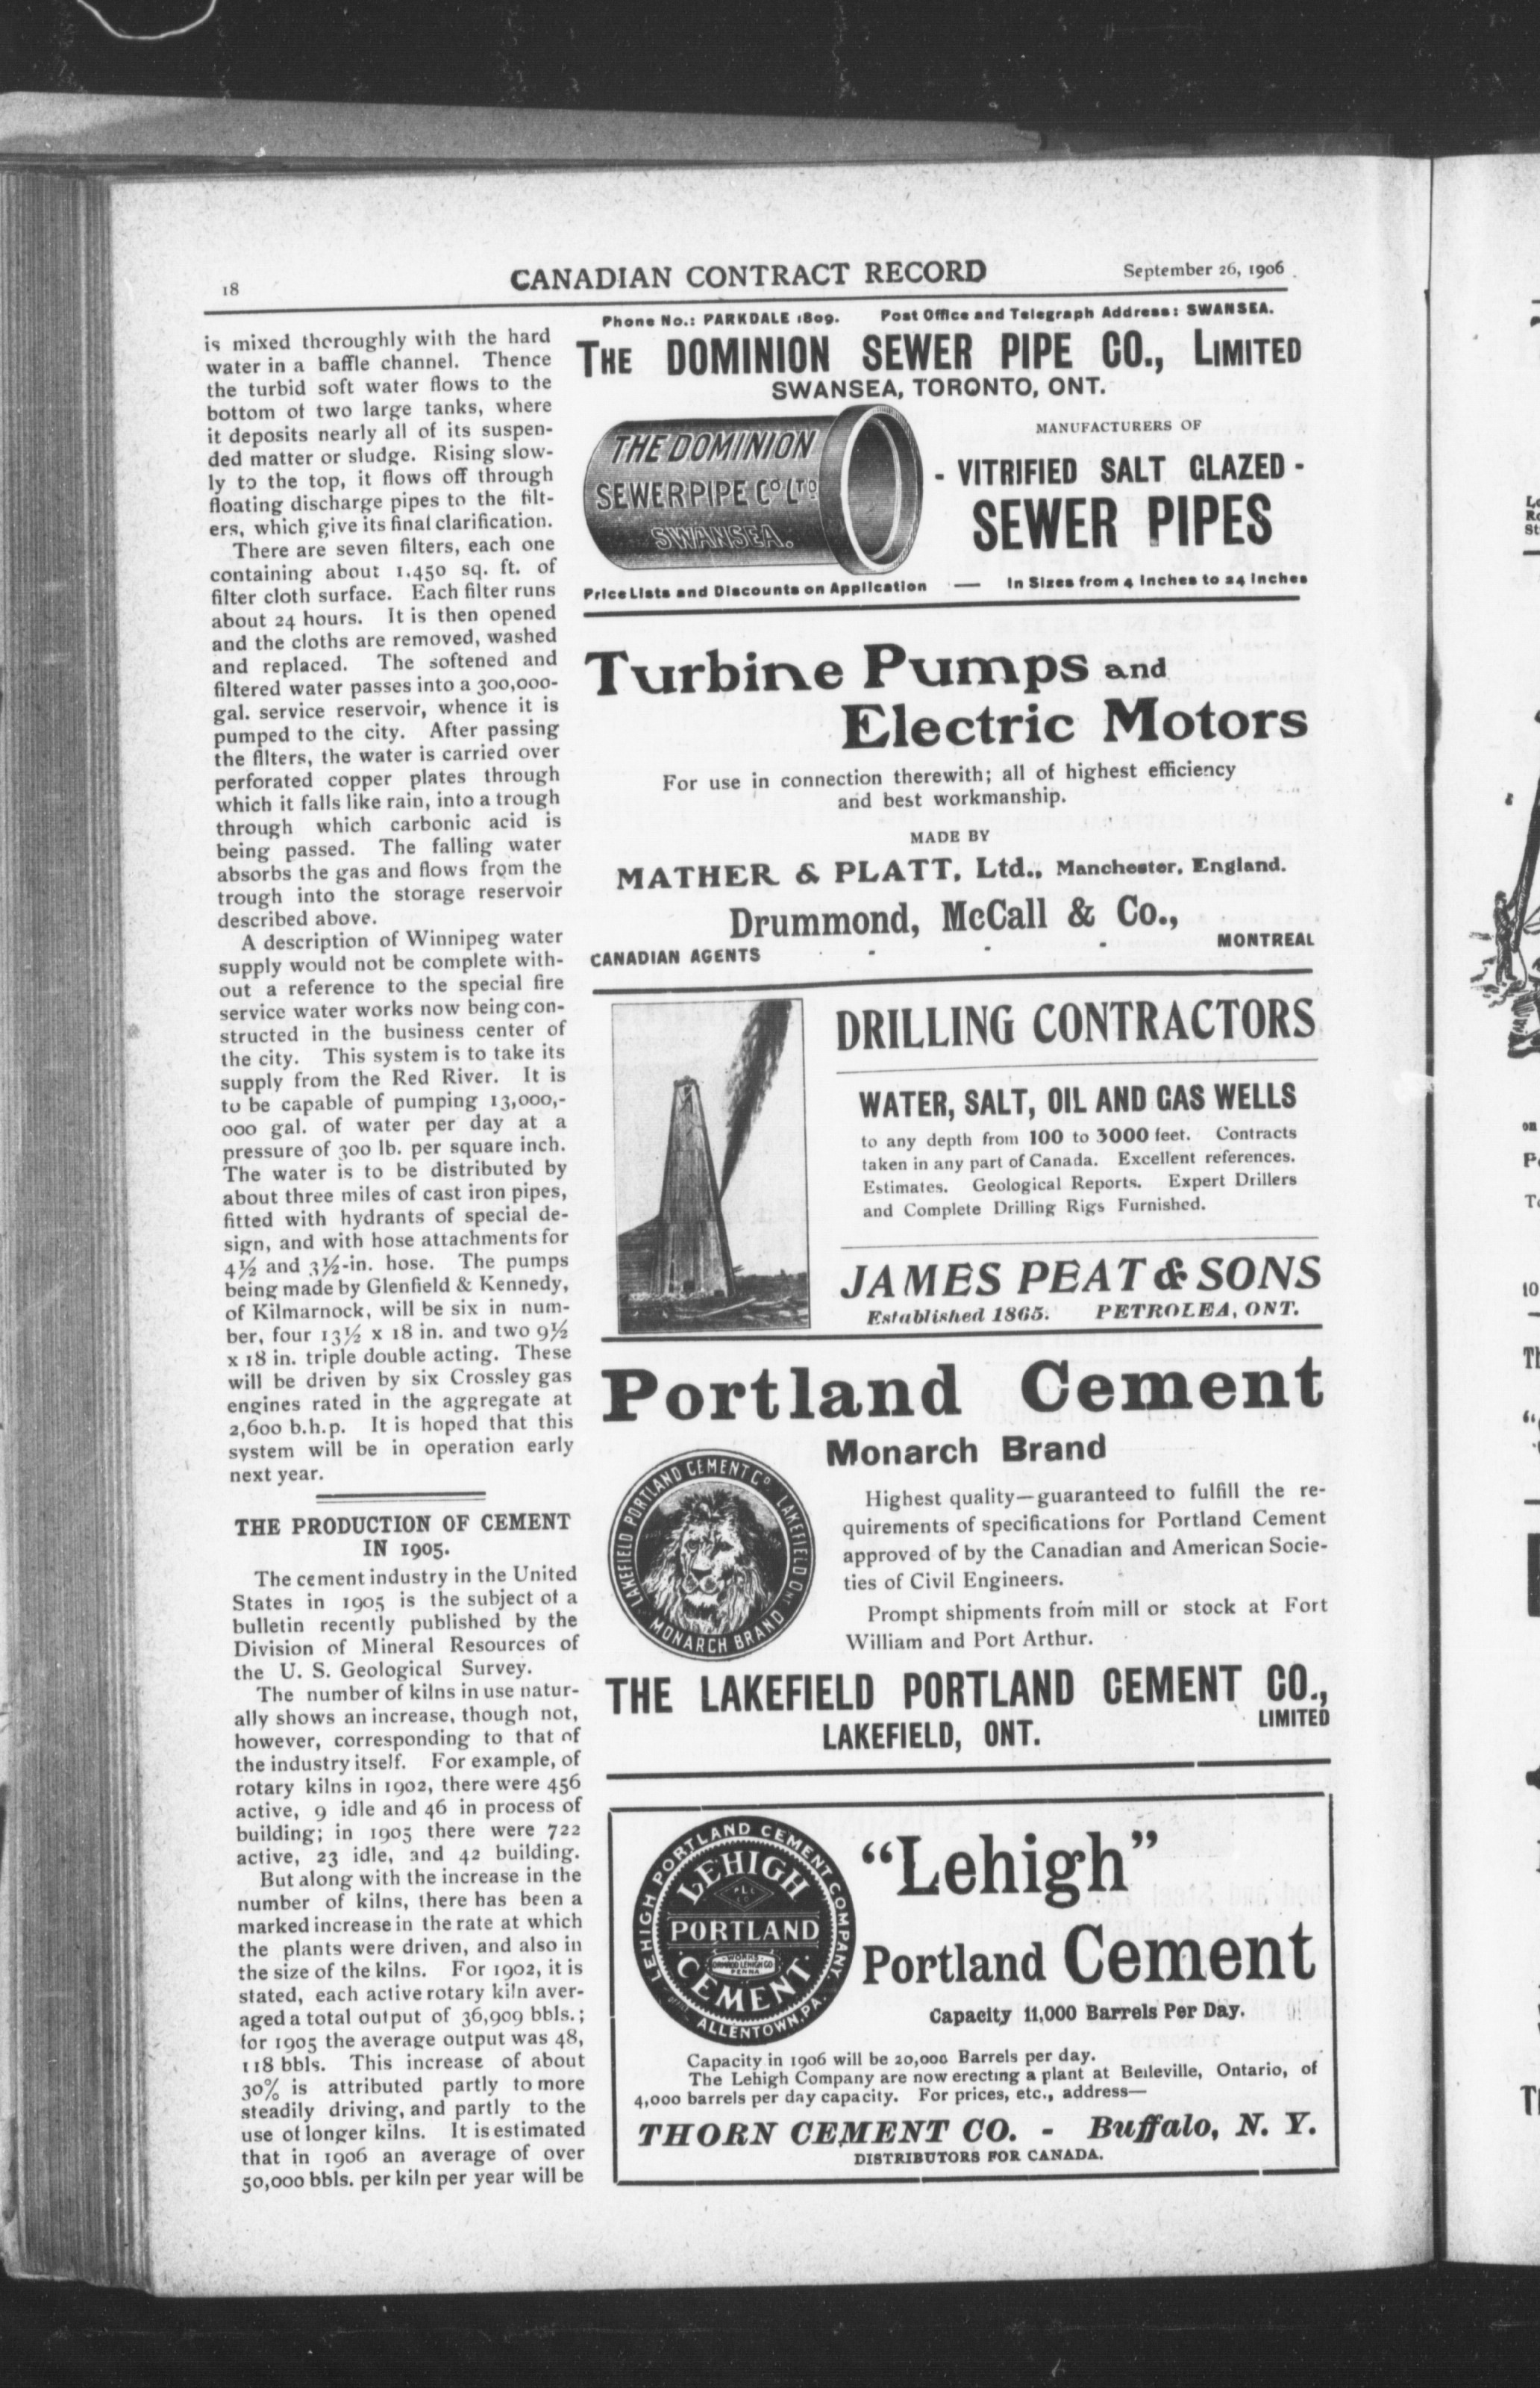 18
CANADIAN CONTRACT RECORD
September 26, 1906
is mixed thoroughly with the hard
water in a baffle channel. Thence
the turbid soft water flows to the
bottom of two large tanks, where
it deposits nearly all of its suspen-
ded matter or sludge. Rising slow-
ly to the top, it flows off through
floating discharge pipes to the filt-
ers, which give its final clarification.
There are seven filters, each one
containing about 1,450 sq. ft. of
filter cloth surface. Each filter runs
about 24 hours. It is then opened
and the cloths are removed, washed
and replaced. The softened and
filtered water passes into a 300,000-
gal. service reservoir, whence it is
pumped to the city. After passing
the filters, the water is carried over
perforated copper plates through
which it falls like rain, into a trough
through which carbonic acid is
being passed. The falling water
absorbs the gas and flows from the
trough into the storage reservoir
described above.
A description of Winnipeg water
supply would not be complete with-
out a reference to the special fire
service water works now being con-
structed in the business center of
the city. This system is to take its
supply from the Red River. It is
to be capable of pumping 13,000,-
000 gal. of water per day at a
pressure of 300 lb. per square inch.
The water is to be distributed by
about three miles of cast iron pipes,
fitted with hydrants of special de-
sign, and with hose attachments for
4½ and 3½-in. hose. The pumps
being made by Glenfield & Kennedy,
of Kilmarnock, will be six in num-
ber, four 13½ x 18 in. and two 9½
x 18 in. triple double acting. These
will be driven by six Crossley gas
engines rated in the aggregate at
2,600 b.h.p. It is hoped that this
system will be in operation early
next year.
THE PRODUCTION OF CEMENT
IN 1905.
The cement industry in the United
States in 1905 is the subject of a
bulletin recently published by the
Division of Mineral Resources of
the U. S. Geological Survey.
The number of kilns in use natur-
ally shows an increase, though not,
however, corresponding to that of
the industry itself. For example, of
rotary kilns in 1902, there were 456
active, 9 idle and 46 in process of
building; in 1905 there were 722
active, 23 idle, and 42 building.
But along with the increase in the
number of kilns, there has been a
marked increase in the rate at which
the plants were driven, and also in
the size of the kilns. For 1902, it is
stated, each active rotary kiln aver-
aged a total output of 36,909 bbls.;
for 1905 the average output was 48,
118 bbls. This increase of about
30% is attributed partly to more
steadily driving, and partly to the
use of longer kilns. It is estimated
that in 1906 an average of over
50,000 bbls. per kiln per year will be
Phone No.: PARKDALE 1809. Post Office and Telegraph Address: SWANSEA.
THE DOMINION SEWER PIPE CO., LIMITED
SWANSEA, TORONTO, ONT.
THE DOMINION
SEWER PIPE CO LTD
SWANSEA.
MANUFACTURERS OF
- VITRIFIED SALT GLAZED -
SEWER PIPES
Price Lists and Discounts on Application — In Sizes from 4 Inches to 24 Inches
Turbine Pumps and
Electric Motors
For use in connection therewith; all of highest efficiency
and best workmanship.
MADE BY
MATHER & PLATT, Ltd., Manchester, England.
Drummond, McCall & Co.,
CANADIAN AGENTS - - - MONTREAL
DRILLING CONTRACTORS
WATER, SALT, OIL AND GAS WELLS
to any depth from 100 to 3000 feet. Contracts
taken in any part of Canada. Excellent references.
Estimates. Geological Reports. Expert Drillers
and Complete Drilling Rigs Furnished.
JAMES PEAT & SONS
Established 1865. PETROLEA, ONT.
Portland Cement
Monarch Brand
LAKEFIELD PORTLAND CEMENT CO. LAKEFIELD ONT.
MONARCH BRAND
Highest quality—guaranteed to fulfill the re-
quirements of specifications for Portland Cement
approved of by the Canadian and American Socie-
ties of Civil Engineers.
Prompt shipments from mill or stock at Fort
William and Port Arthur.
THE LAKEFIELD PORTLAND CEMENT CO.,
LIMITED
LAKEFIELD, ONT.
LEHIGH PORTLAND CEMENT COMPANY.
LEHIGH
PORTLAND
CEMENT
ALLENTOWN, PA.
"Lehigh"
Portland Cement
Capacity 11,000 Barrels Per Day.
Capacity in 1906 will be 20,000 Barrels per day.
The Lehigh Company are now erecting a plant at Belleville, Ontario, of
4,000 barrels per day capacity. For prices, etc., address—
THORN CEMENT CO. - Buffalo, N. Y.
DISTRIBUTORS FOR CANADA.